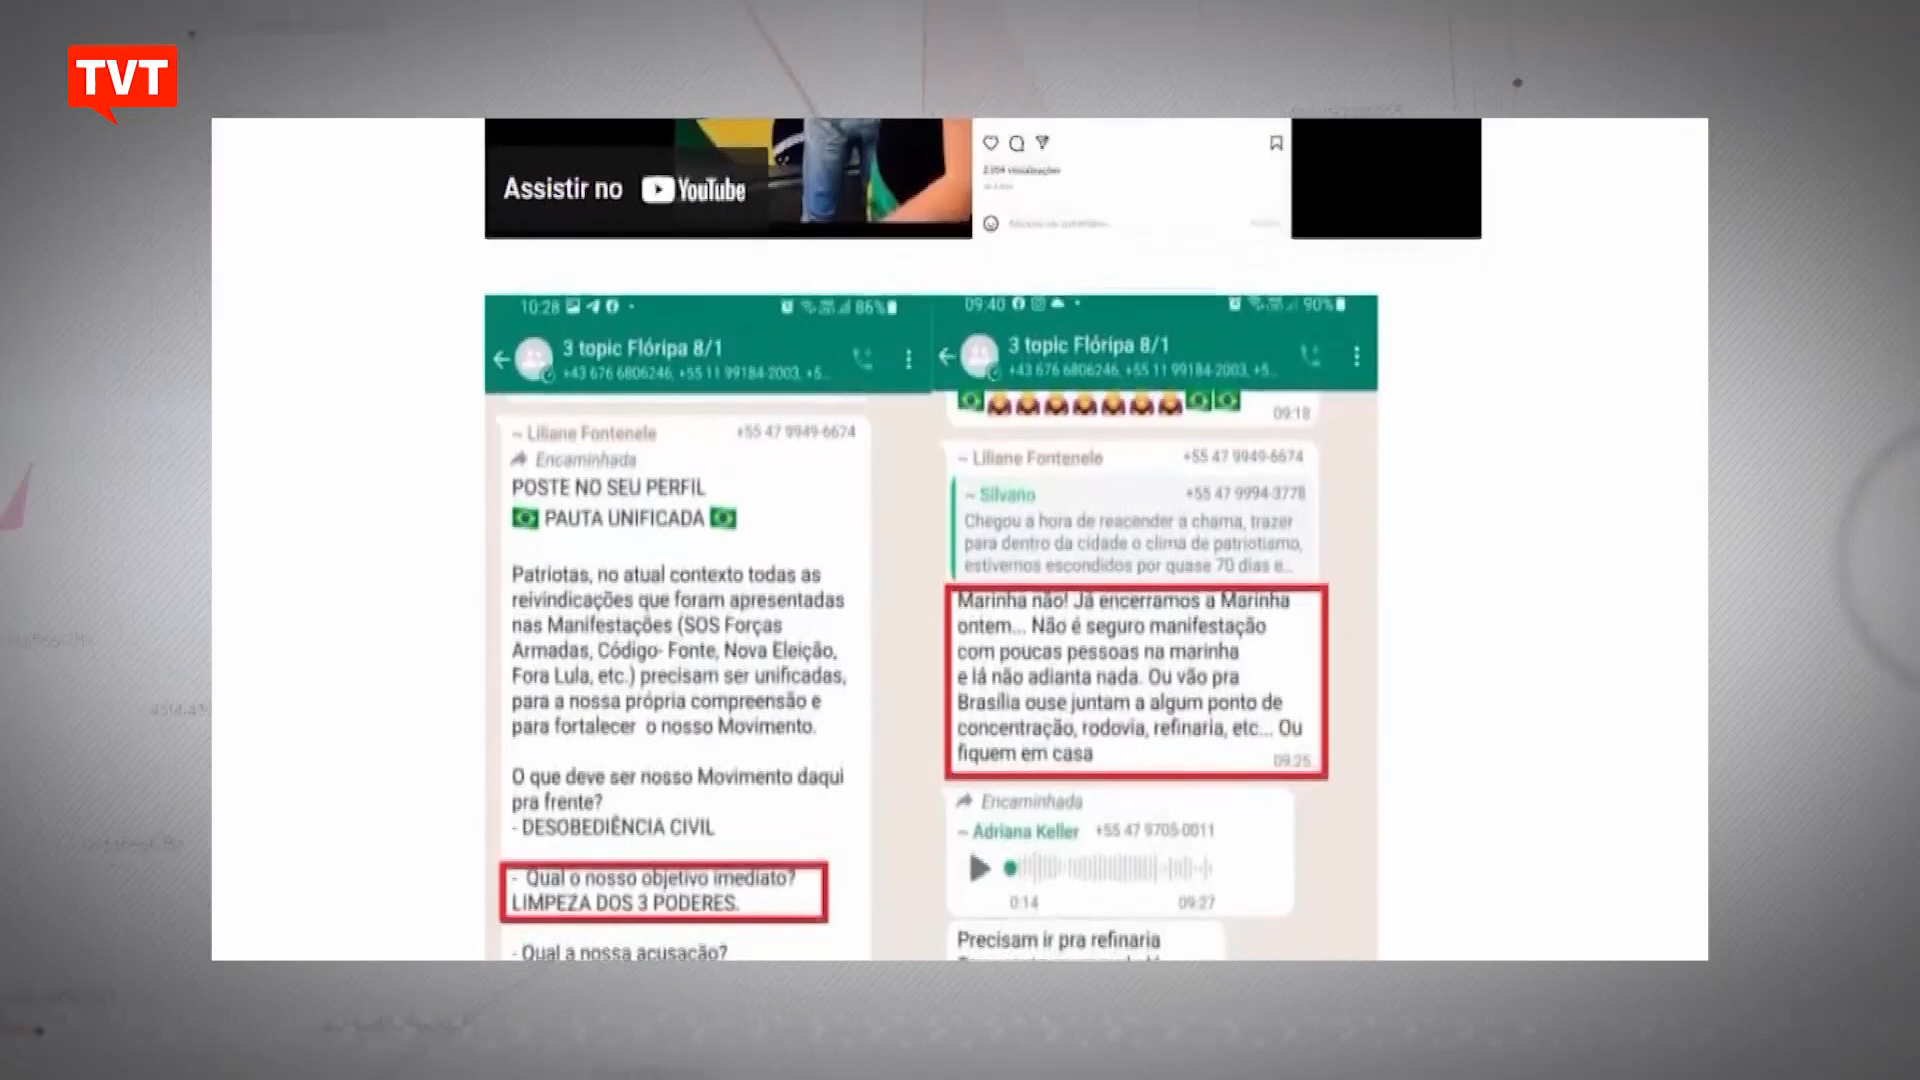 TVT
Assistir no YouTube
10:28 86%
3 topic Flóripa 8/1
+43 676 6806246, +55 11 99184-2003, +5...
~ Liliane Fontenele +55 47 9949-6674
Encaminhada
POSTE NO SEU PERFIL
PAUTA UNIFICADA
Patriotas, no atual contexto todas as
reivindicações que foram apresentadas
nas Manifestações (SOS Forças
Armadas, Código- Fonte, Nova Eleição,
Fora Lula, etc.) precisam ser unificadas,
para a nossa própria compreensão e
para fortalecer o nosso Movimento.
O que deve ser nosso Movimento daqui
pra frente?
- DESOBEDIÊNCIA CIVIL
- Qual o nosso objetivo imediato?
LIMPEZA DOS 3 PODERES.
- Qual a nossa acusação?
09:40 90%
3 topic Flóripa 8/1
+43 676 6806246, +55 11 99184-2003, +5...
09:18
~ Liliane Fontenele +55 47 9949-6674
~ Silvano +55 47 9994-3778
Chegou a hora de reacender a chama, trazer
para dentro da cidade o clima de patriotismo,
estivemos escondidos por quase 70 dias e...
Marinha não! Já encerramos a Marinha
ontem... Não é seguro manifestação
com poucas pessoas na marinha
e lá não adianta nada. Ou vão pra
Brasília ouse juntam a algum ponto de
concentração, rodovia, refinaria, etc... Ou
fiquem em casa
09:25
Encaminhada
~ Adriana Keller +55 47 9705-0011
0:14 09:27
Precisam ir pra refinaria